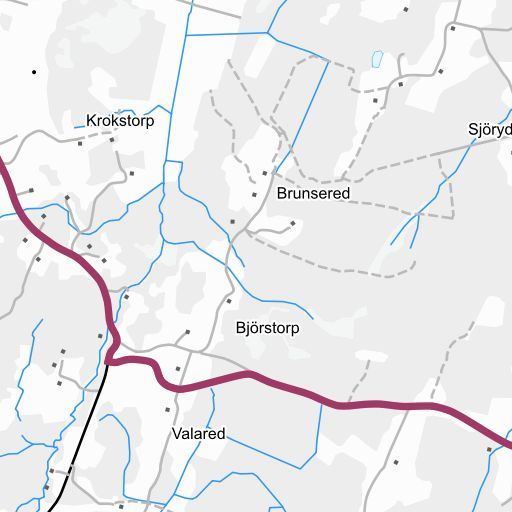 Krokstorp
Sjöryd
Brunsered
Björstorp
Valared